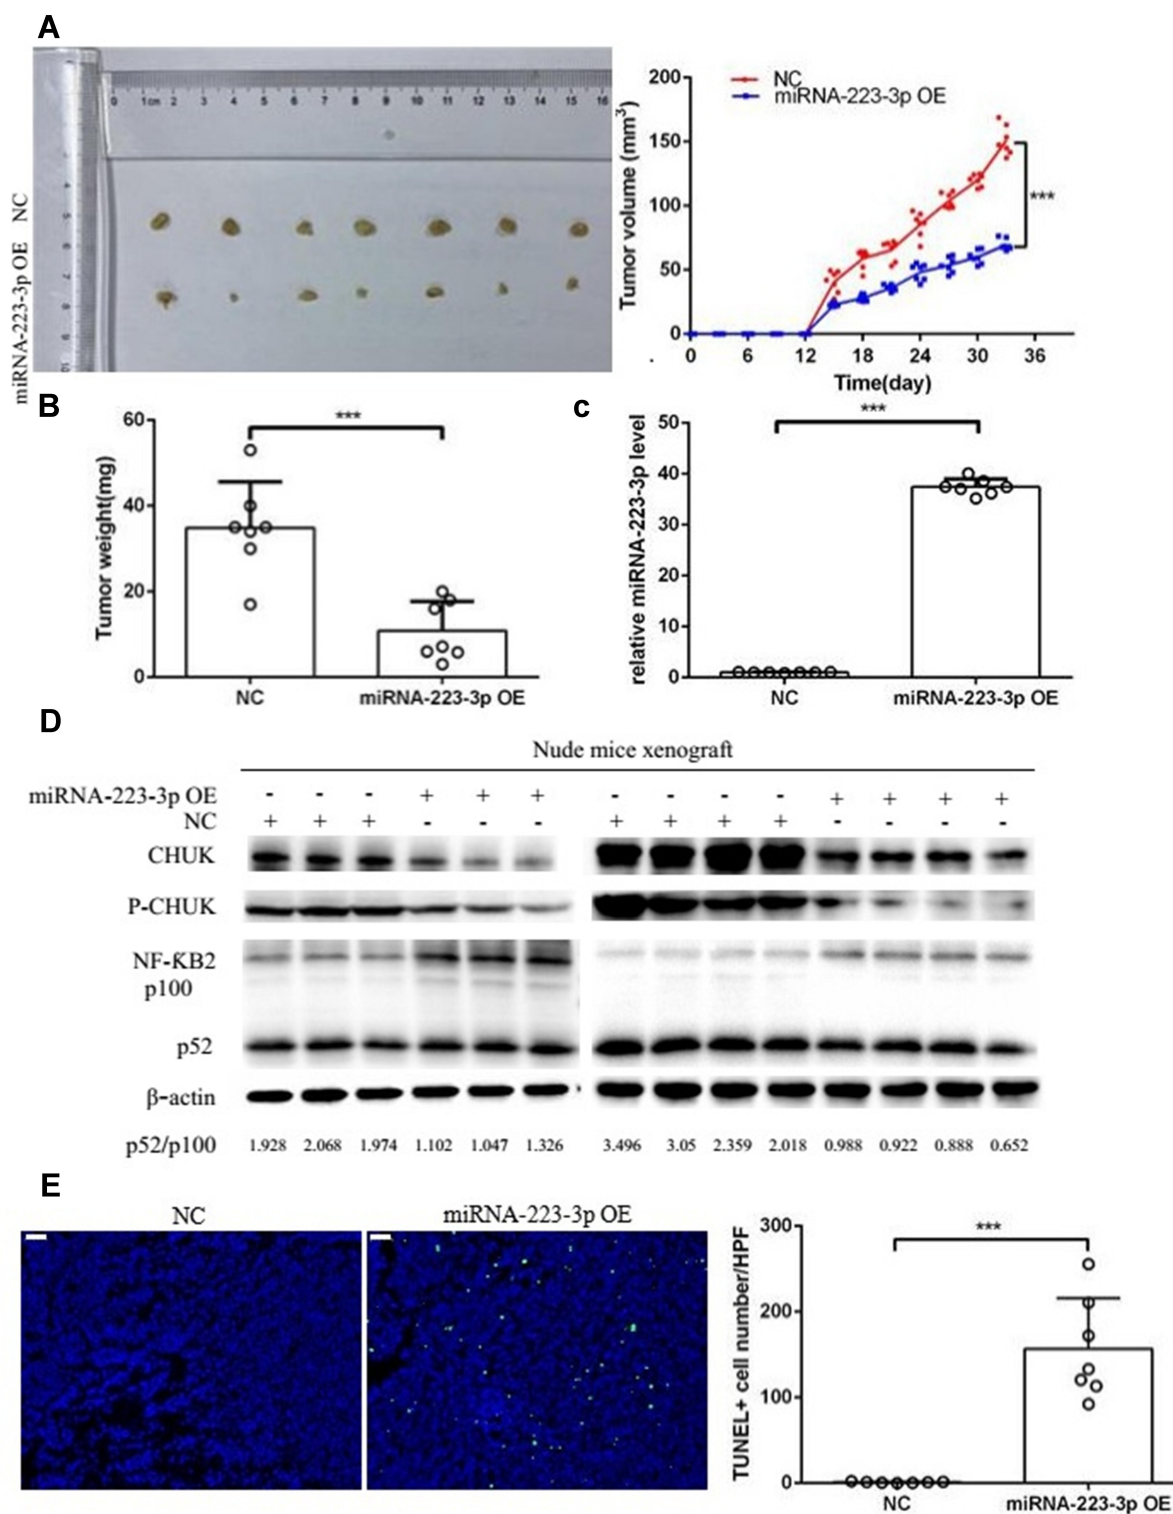 A
0 1cm 2 3 4 5 6 7 8 9 10 11 12 13 14 15 16
4
5
6
7
8
9
10
NC
miRNA-223-3p OE
NC
miRNA-223-3p OE
Tumor volume (mm³)
200
150
100
50
0
***
0 6 12 18 24 30 36
Time(day)
B
Tumor weight(mg)
60
40
20
0
***
NC miRNA-223-3p OE
c
relative miRNA-223-3p level
50
40
30
20
10
0
***
NC miRNA-223-3p OE
D
Nude mice xenograft
miRNA-223-3p OE - - - + + + - - - - + + + +
NC + + + - - - + + + + - - - -
CHUK
P-CHUK
NF-KB2
p100
p52
β-actin
p52/p100 1.928 2.068 1.974 1.102 1.047 1.326 3.496 3.05 2.359 2.018 0.988 0.922 0.888 0.652
E
NC
miRNA-223-3p OE
TUNEL+ cell number/HPF
300
200
100
0
***
NC miRNA-223-3p OE